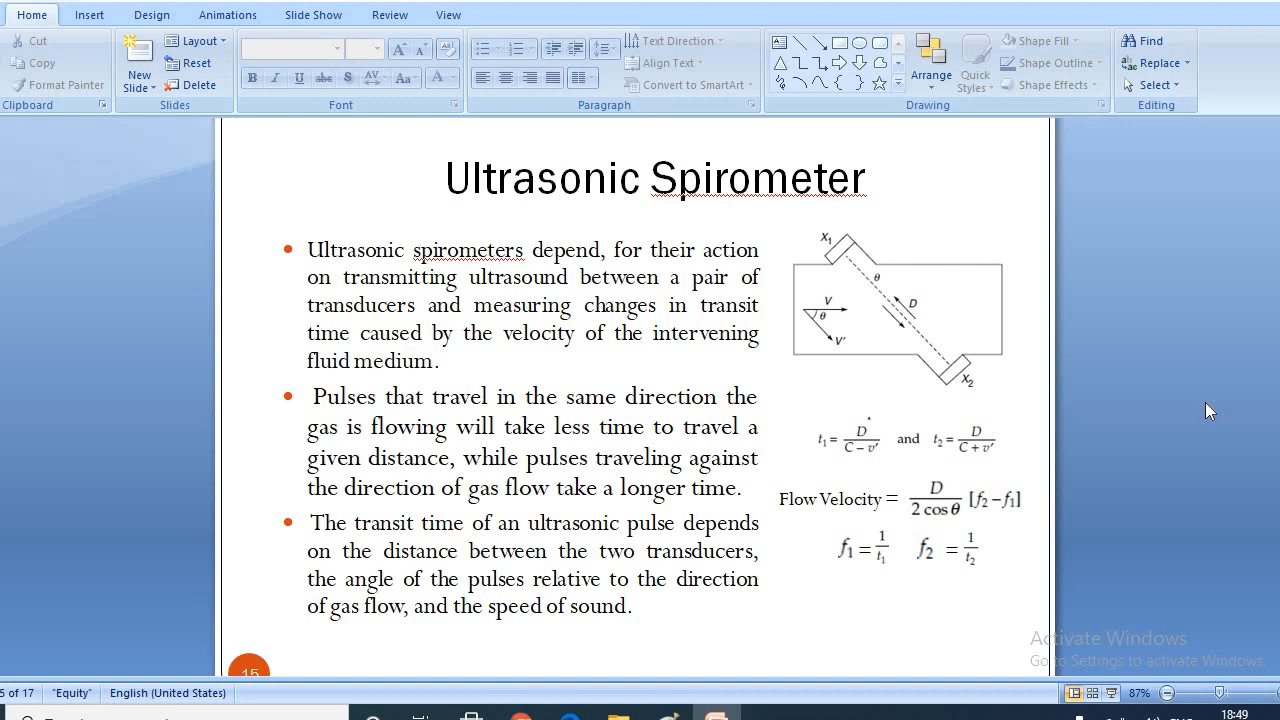 Home Insert Design Animations Slide Show Review View
Cut
Copy
Format Painter
Clipboard
New
Slide
Layout
Reset
Delete
Slides
B I U abc S AV Aa A
A A
Font
Text Direction
Align Text
Convert to SmartArt
Paragraph
Arrange
Quick
Styles
Shape Fill
Shape Outline
Shape Effects
Drawing
Find
Replace
Select
Editing
Ultrasonic Spirometer
• Ultrasonic spirometers depend, for their action
on transmitting ultrasound between a pair of
transducers and measuring changes in transit
time caused by the velocity of the intervening
fluid medium.
• Pulses that travel in the same direction the
gas is flowing will take less time to travel a
given distance, while pulses traveling against
the direction of gas flow take a longer time.
• The transit time of an ultrasonic pulse depends
on the distance between the two transducers,
the angle of the pulses relative to the direction
of gas flow, and the speed of sound.
X₁
θ
D
V
θ
V'
X₂
t₁ = D / (C − v') and t₂ = D / (C + v')
Flow Velocity = D / (2 cos θ) [f₂ − f₁]
f₁ = 1/t₁ f₂ = 1/t₂
15
Activate Windows
Go to Settings to activate Windows.
5 of 17 "Equity" English (United States) 87%
18:49